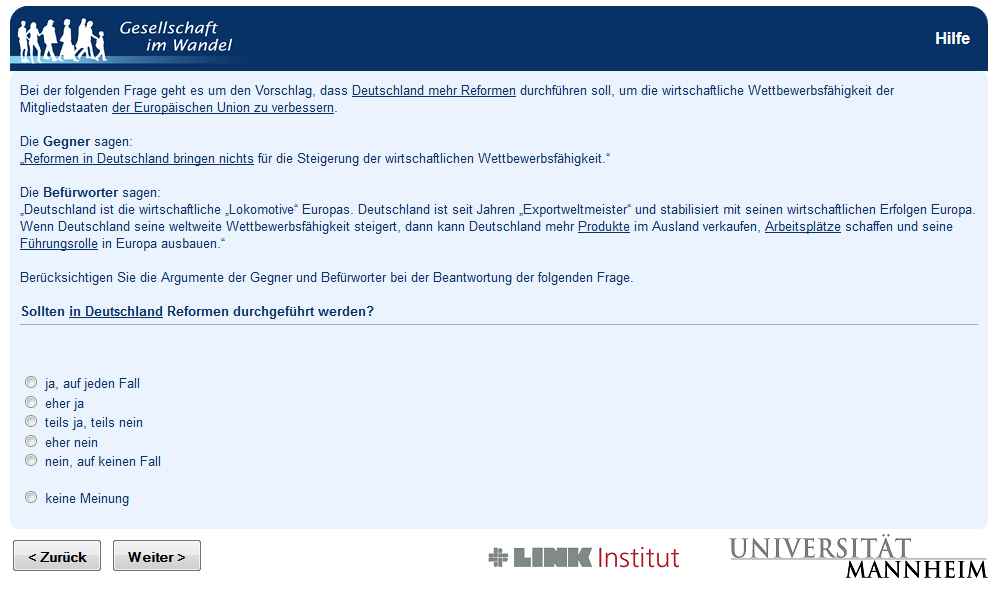 Gesellschaft
im Wandel
Hilfe
Bei der folgenden Frage geht es um den Vorschlag, dass Deutschland mehr Reformen durchführen soll, um die wirtschaftliche Wettbewerbsfähigkeit der
Mitgliedstaaten der Europäischen Union zu verbessern.
Die Gegner sagen:
„Reformen in Deutschland bringen nichts für die Steigerung der wirtschaftlichen Wettbewerbsfähigkeit.“
Die Befürworter sagen:
„Deutschland ist die wirtschaftliche „Lokomotive“ Europas. Deutschland ist seit Jahren „Exportweltmeister“ und stabilisiert mit seinen wirtschaftlichen Erfolgen Europa.
Wenn Deutschland seine weltweite Wettbewerbsfähigkeit steigert, dann kann Deutschland mehr Produkte im Ausland verkaufen, Arbeitsplätze schaffen und seine
Führungsrolle in Europa ausbauen.“
Berücksichtigen Sie die Argumente der Gegner und Befürworter bei der Beantwortung der folgenden Frage.
Sollten in Deutschland Reformen durchgeführt werden?
ja, auf jeden Fall
eher ja
teils ja, teils nein
eher nein
nein, auf keinen Fall
keine Meinung
< Zurück
Weiter >
LINK Institut
UNIVERSITÄT
MANNHEIM